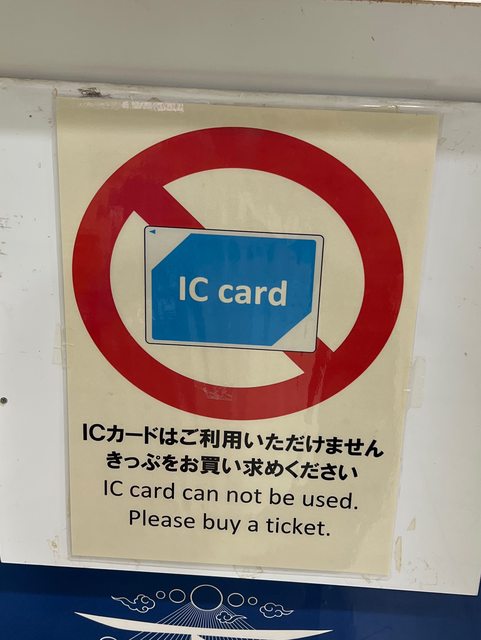 IC card
ICカードはご利用いただけません
きっぷをお買い求めください
IC card can not be used.
Please buy a ticket.